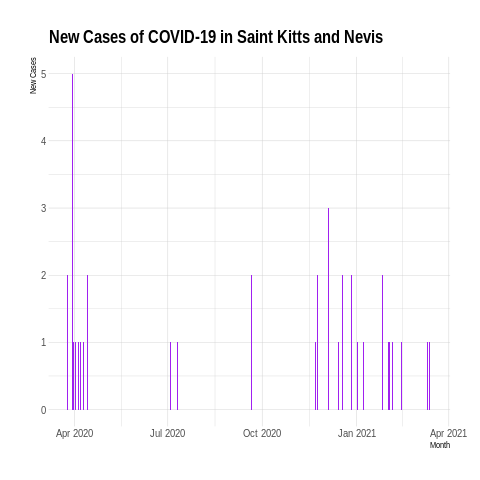 New Cases of COVID-19 in Saint Kitts and Nevis
New Cases
5
4
3
2
1
0
Apr 2020
Jul 2020
Oct 2020
Jan 2021
Apr 2021
Month